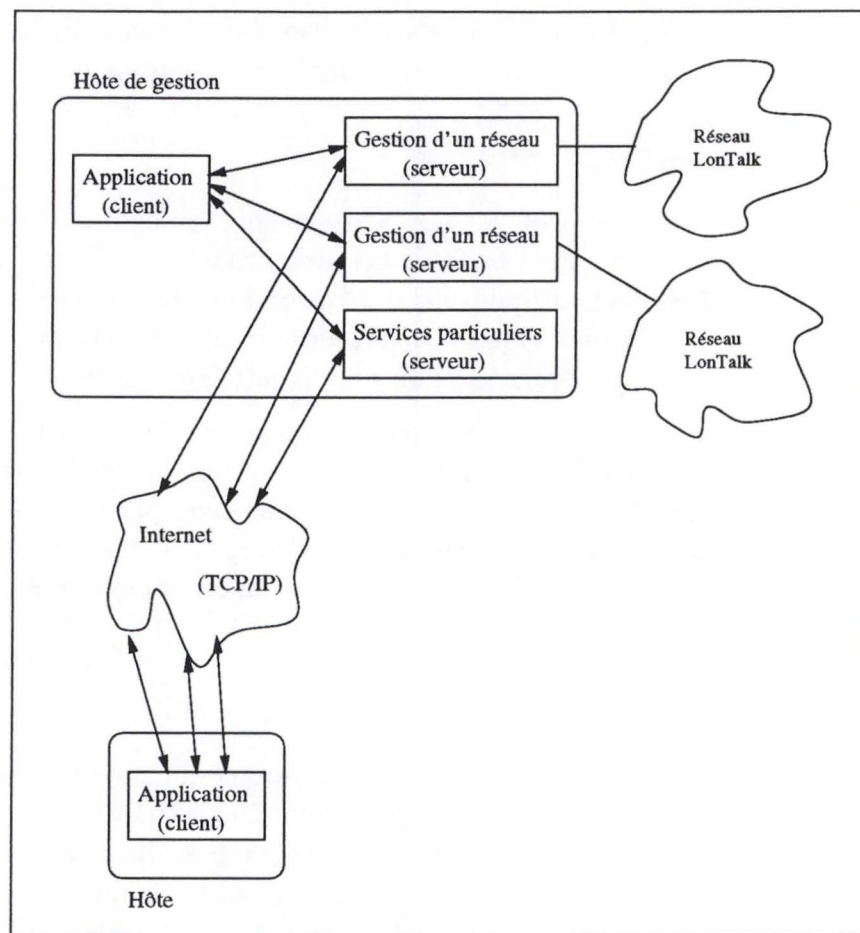 Hôte de gestion
Application
(client)
Gestion d'un réseau
(serveur)
Gestion d'un réseau
(serveur)
Services particuliers
(serveur)
Réseau
LonTalk
Réseau
LonTalk
Internet
(TCP/IP)
Application
(client)
Hôte